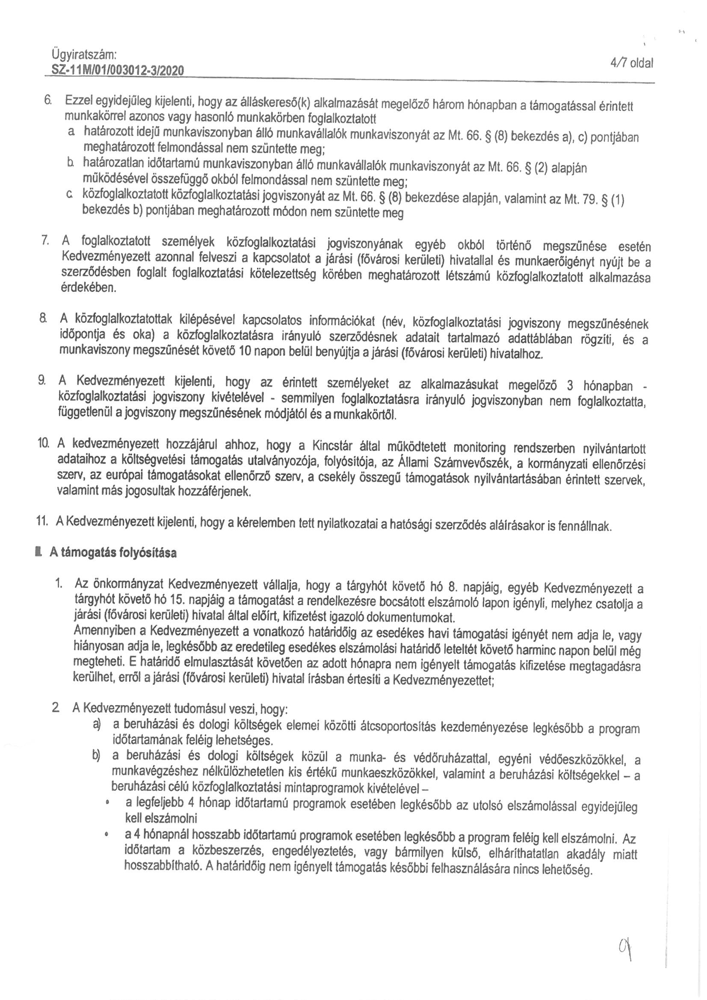 Ügyiratszám:
SZ-11M/01/003012-3/2020
4/7 oldal
6. Ezzel egyidejűleg kijelenti, hogy az álláskereső(k) alkalmazását megelőző három hónapban a támogatással érintett
munkakörrel azonos vagy hasonló munkakörben foglalkoztatott
a határozott idejű munkaviszonyban álló munkavállalók munkaviszonyát az Mt. 66. § (8) bekezdés a), c) pontjában
meghatározott felmondással nem szüntette meg;
b. határozatlan időtartamú munkaviszonyban álló munkavállalók munkaviszonyát az Mt. 66. § (2) alapján
működésével összefüggő okból felmondással nem szüntette meg;
c. közfoglalkoztatott közfoglalkoztatási jogviszonyát az Mt. 66. § (8) bekezdése alapján, valamint az Mt. 79. § (1)
bekezdés b) pontjában meghatározott módon nem szüntette meg
7. A foglalkoztatott személyek közfoglalkoztatási jogviszonyának egyéb okból történő megszűnése esetén
Kedvezményezett azonnal felveszi a kapcsolatot a járási (fővárosi kerületi) hivatallal és munkaerőigényt nyújt be a
szerződésben foglalt foglalkoztatási kötelezettség körében meghatározott létszámú közfoglalkoztatott alkalmazása
érdekében.
8. A közfoglalkoztatottak kilépésével kapcsolatos információkat (név, közfoglalkoztatási jogviszony megszűnésének
időpontja és oka) a közfoglalkoztatásra irányuló szerződésnek adatait tartalmazó adattáblában rögzíti, és a
munkaviszony megszűnését követő 10 napon belül benyújtja a járási (fővárosi kerületi) hivatalhoz.
9. A Kedvezményezett kijelenti, hogy az érintett személyeket az alkalmazásukat megelőző 3 hónapban -
közfoglalkoztatási jogviszony kivételével - semmilyen foglalkoztatásra irányuló jogviszonyban nem foglalkoztatta,
függetlenül a jogviszony megszűnésének módjától és a munkakörtől.
10. A kedvezményezett hozzájárul ahhoz, hogy a Kincstár által működtetett monitoring rendszerben nyilvántartott
adataihoz a költségvetési támogatás utalványozója, folyósítója, az Állami Számvevőszék, a kormányzati ellenőrzési
szerv, az európai támogatásokat ellenőrző szerv, a csekély összegű támogatások nyilvántartásában érintett szervek,
valamint más jogosultak hozzáférjenek.
11. A Kedvezményezett kijelenti, hogy a kérelemben tett nyilatkozatai a hatósági szerződés aláírásakor is fennállnak.
A támogatás folyósítása
1. Az önkormányzat Kedvezményezett vállalja, hogy a tárgyhót követő hó 8. napjáig, egyéb Kedvezményezett a
tárgyhót követő hó 15. napjáig a támogatást a rendelkezésre bocsátott elszámoló lapon igényli, melyhez csatolja a
járási (fővárosi kerületi) hivatal által előírt, kifizetést igazoló dokumentumokat.
Amennyiben a Kedvezményezett a vonatkozó határidőig az esedékes havi támogatási igényét nem adja le, vagy
hiányosan adja le, legkésőbb az eredetileg esedékes elszámolási határidő leteltét követő harminc napon belül még
megteheti. E határidő elmulasztását követően az adott hónapra nem igényelt támogatás kifizetése megtagadásra
kerülhet, erről a járási (fővárosi kerületi) hivatal írásban értesíti a Kedvezményezettet;
2 A Kedvezményezett tudomásul veszi, hogy:
a) a beruházási és dologi költségek elemei közötti átcsoportosítás kezdeményezése legkésőbb a program
időtartamának feléig lehetséges.
b) a beruházási és dologi költségek közül a munka- és védőruházattal, egyéni védőeszközökkel, a
munkavégzéshez nélkülözhetetlen kis értékű munkaeszközökkel, valamint a beruházási költségekkel – a
beruházási célú közfoglalkoztatási mintaprogramok kivételével –
• a legfeljebb 4 hónap időtartamú programok esetében legkésőbb az utolsó elszámolással egyidejűleg
kell elszámolni
• a 4 hónapnál hosszabb időtartamú programok esetében legkésőbb a program feléig kell elszámolni. Az
időtartam a közbeszerzés, engedélyeztetés, vagy bármilyen külső, elháríthatatlan akadály miatt
hosszabbítható. A határidőig nem igényelt támogatás későbbi felhasználására nincs lehetőség.